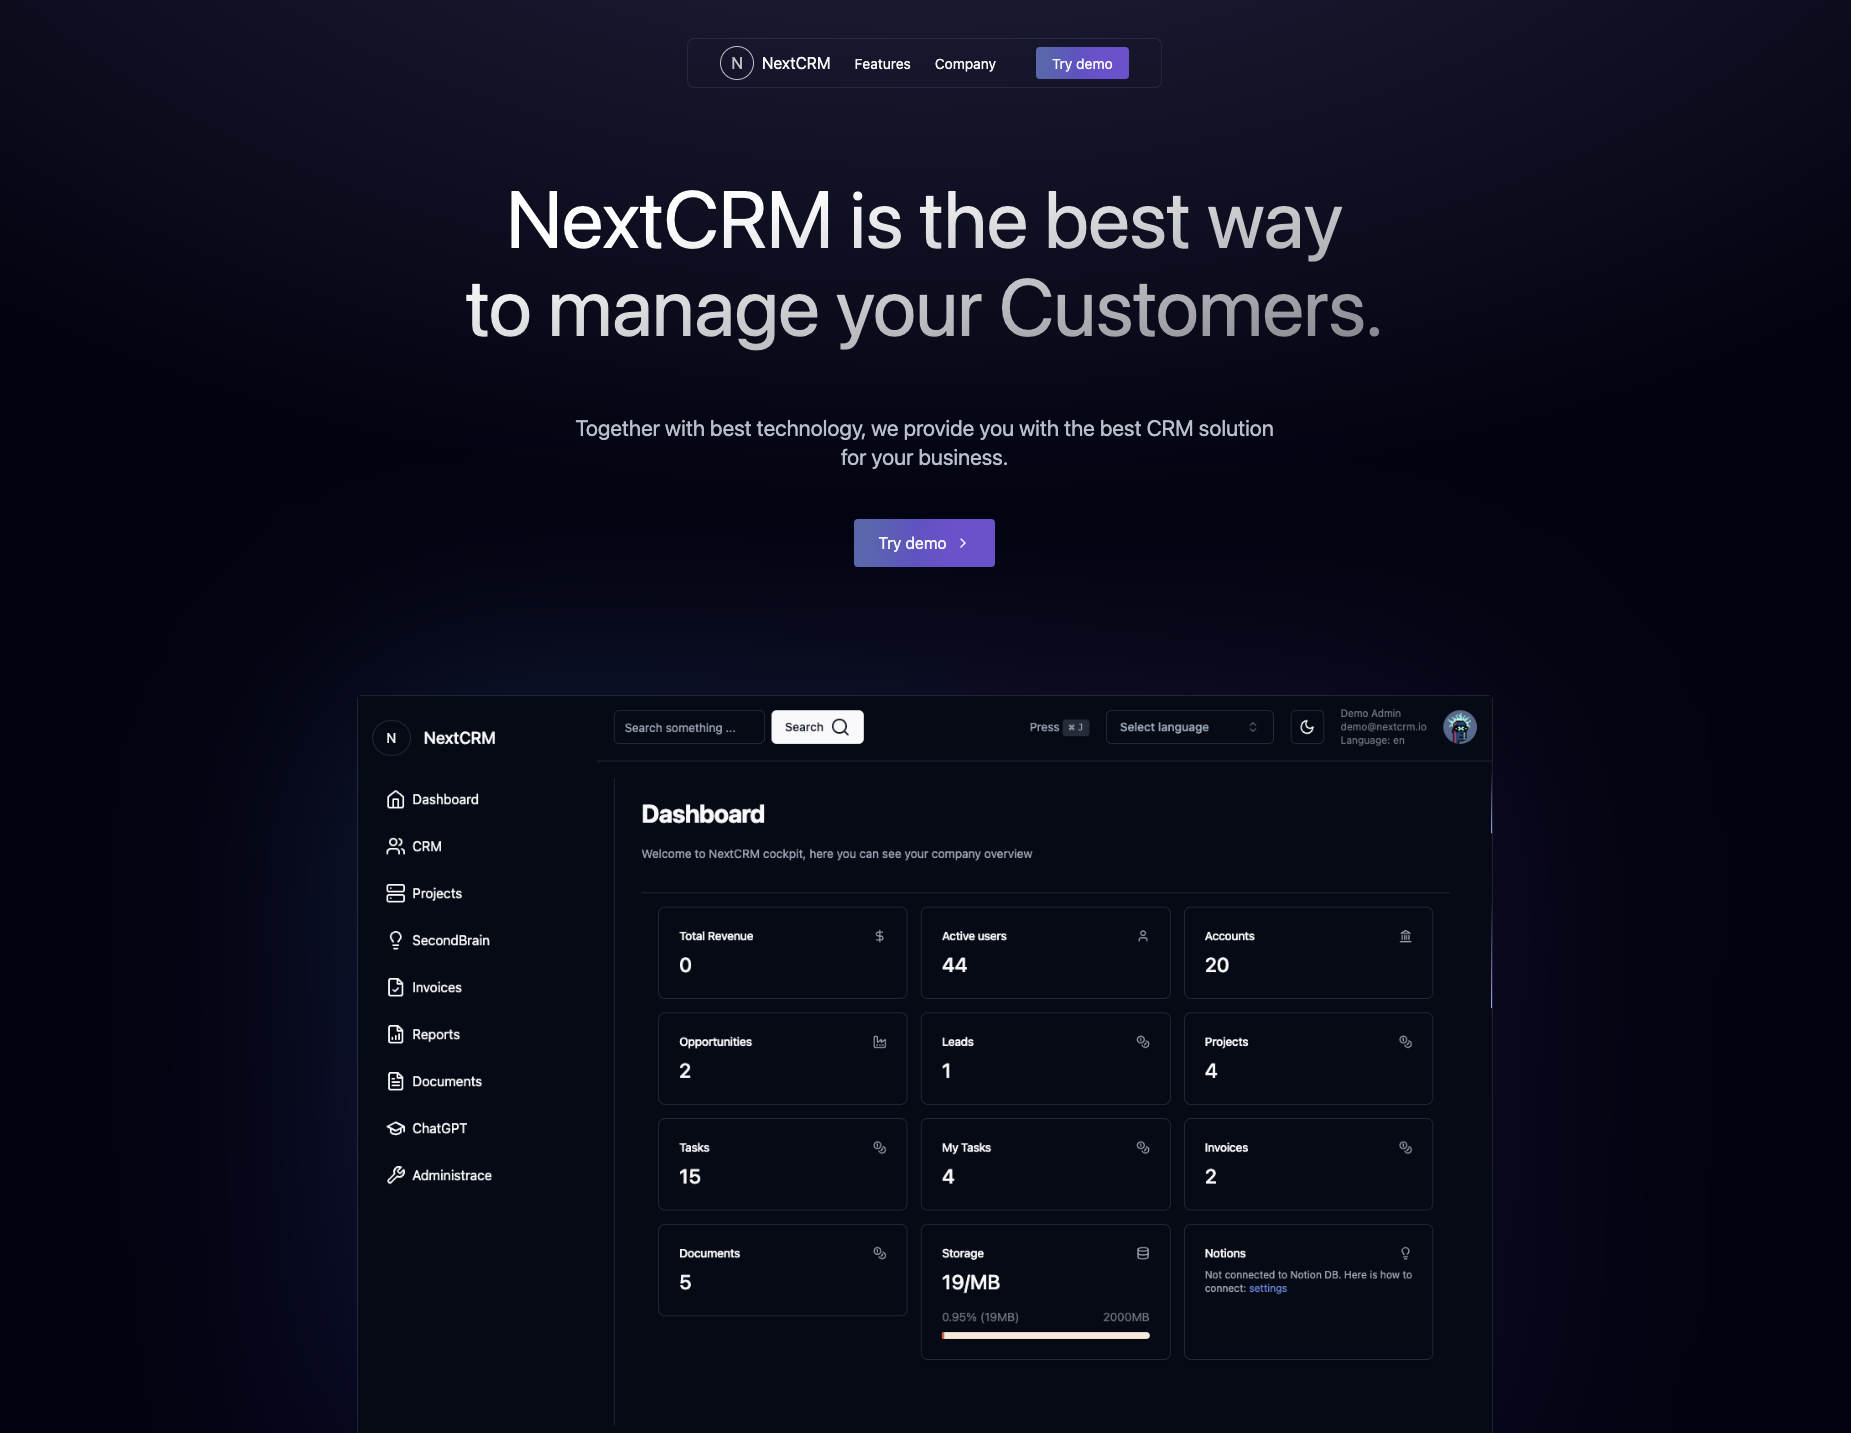 N NextCRM Features Company Try demo
NextCRM is the best way
to manage your Customers.
Together with best technology, we provide you with the best CRM solution
for your business.
Try demo
N NextCRM
Search something ... Search Press ⌘ J Select language
Demo Admin
demo@nextcrm.io
Language: en
Dashboard
CRM
Projects
SecondBrain
Invoices
Reports
Documents
ChatGPT
Administrace
Dashboard
Welcome to NextCRM cockpit, here you can see your company overview
Total Revenue
0
Active users
44
Accounts
20
Opportunities
2
Leads
1
Projects
4
Tasks
15
My Tasks
4
Invoices
2
Documents
5
Storage
19/MB
0.95% (19MB) 2000MB
Notions
Not connected to Notion DB. Here is how to
connect: settings